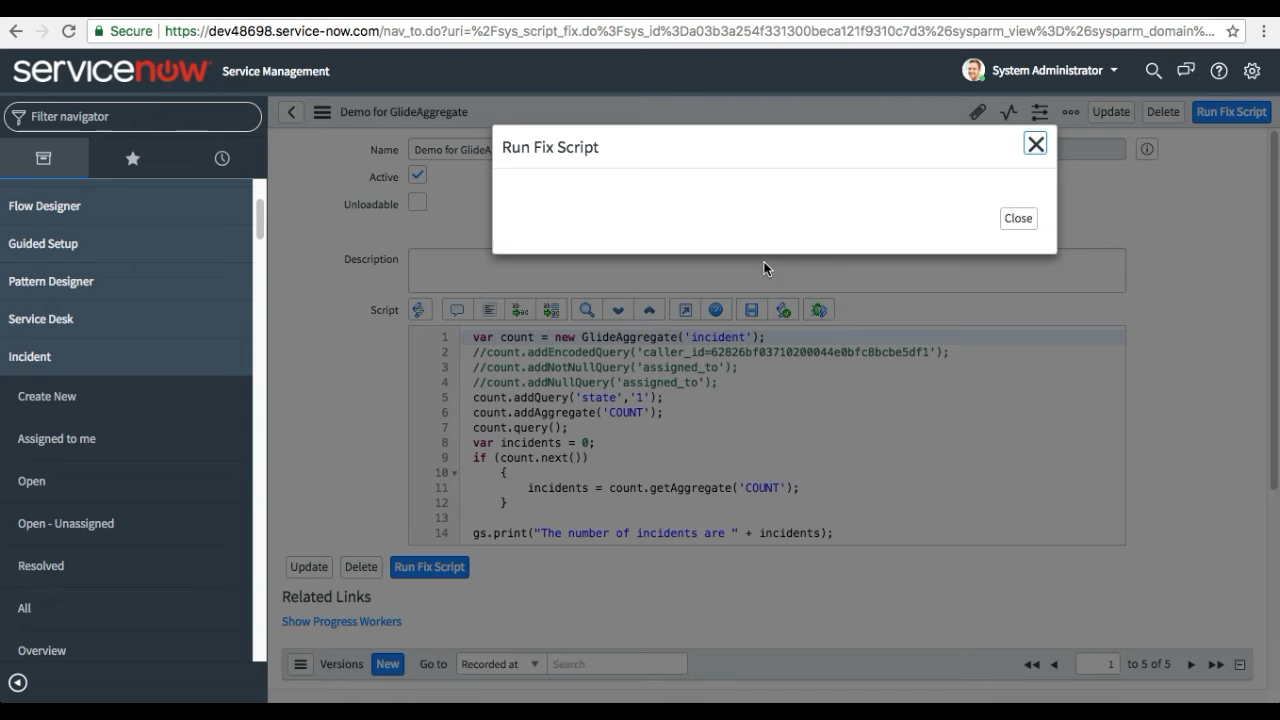 Secure
https://dev48698.service-now.com/nav_to.do?uri=%2Fsys_script_fix.do%3Fsys_id%3Da03b3a254f331300beca121f9310c7d3%26sysparm_view%3D%26sysparm_domain%...
servicenow Service Management
System Administrator
Filter navigator
Demo for GlideAggregate
Update
Delete
Run Fix Script
Run Fix Script
Close
Name
Demo for GlideA
Active
Unloadable
Description
Script
Flow Designer
Guided Setup
Pattern Designer
Service Desk
Incident
Create New
Assigned to me
Open
Open - Unassigned
Resolved
All
Overview
1 var count = new GlideAggregate('incident');
2 //count.addEncodedQuery('caller_id=62826bf03710200044e0bfc8bcbe5df1');
3 //count.addNotNullQuery('assigned_to');
4 //count.addNullQuery('assigned_to');
5 count.addQuery('state','1');
6 count.addAggregate('COUNT');
7 count.query();
8 var incidents = 0;
9 if (count.next())
10 {
11 incidents = count.getAggregate('COUNT');
12 }
13
14 gs.print("The number of incidents are " + incidents);
Update
Delete
Run Fix Script
Related Links
Show Progress Workers
Versions
New
Go to
Recorded at
Search
1 to 5 of 5